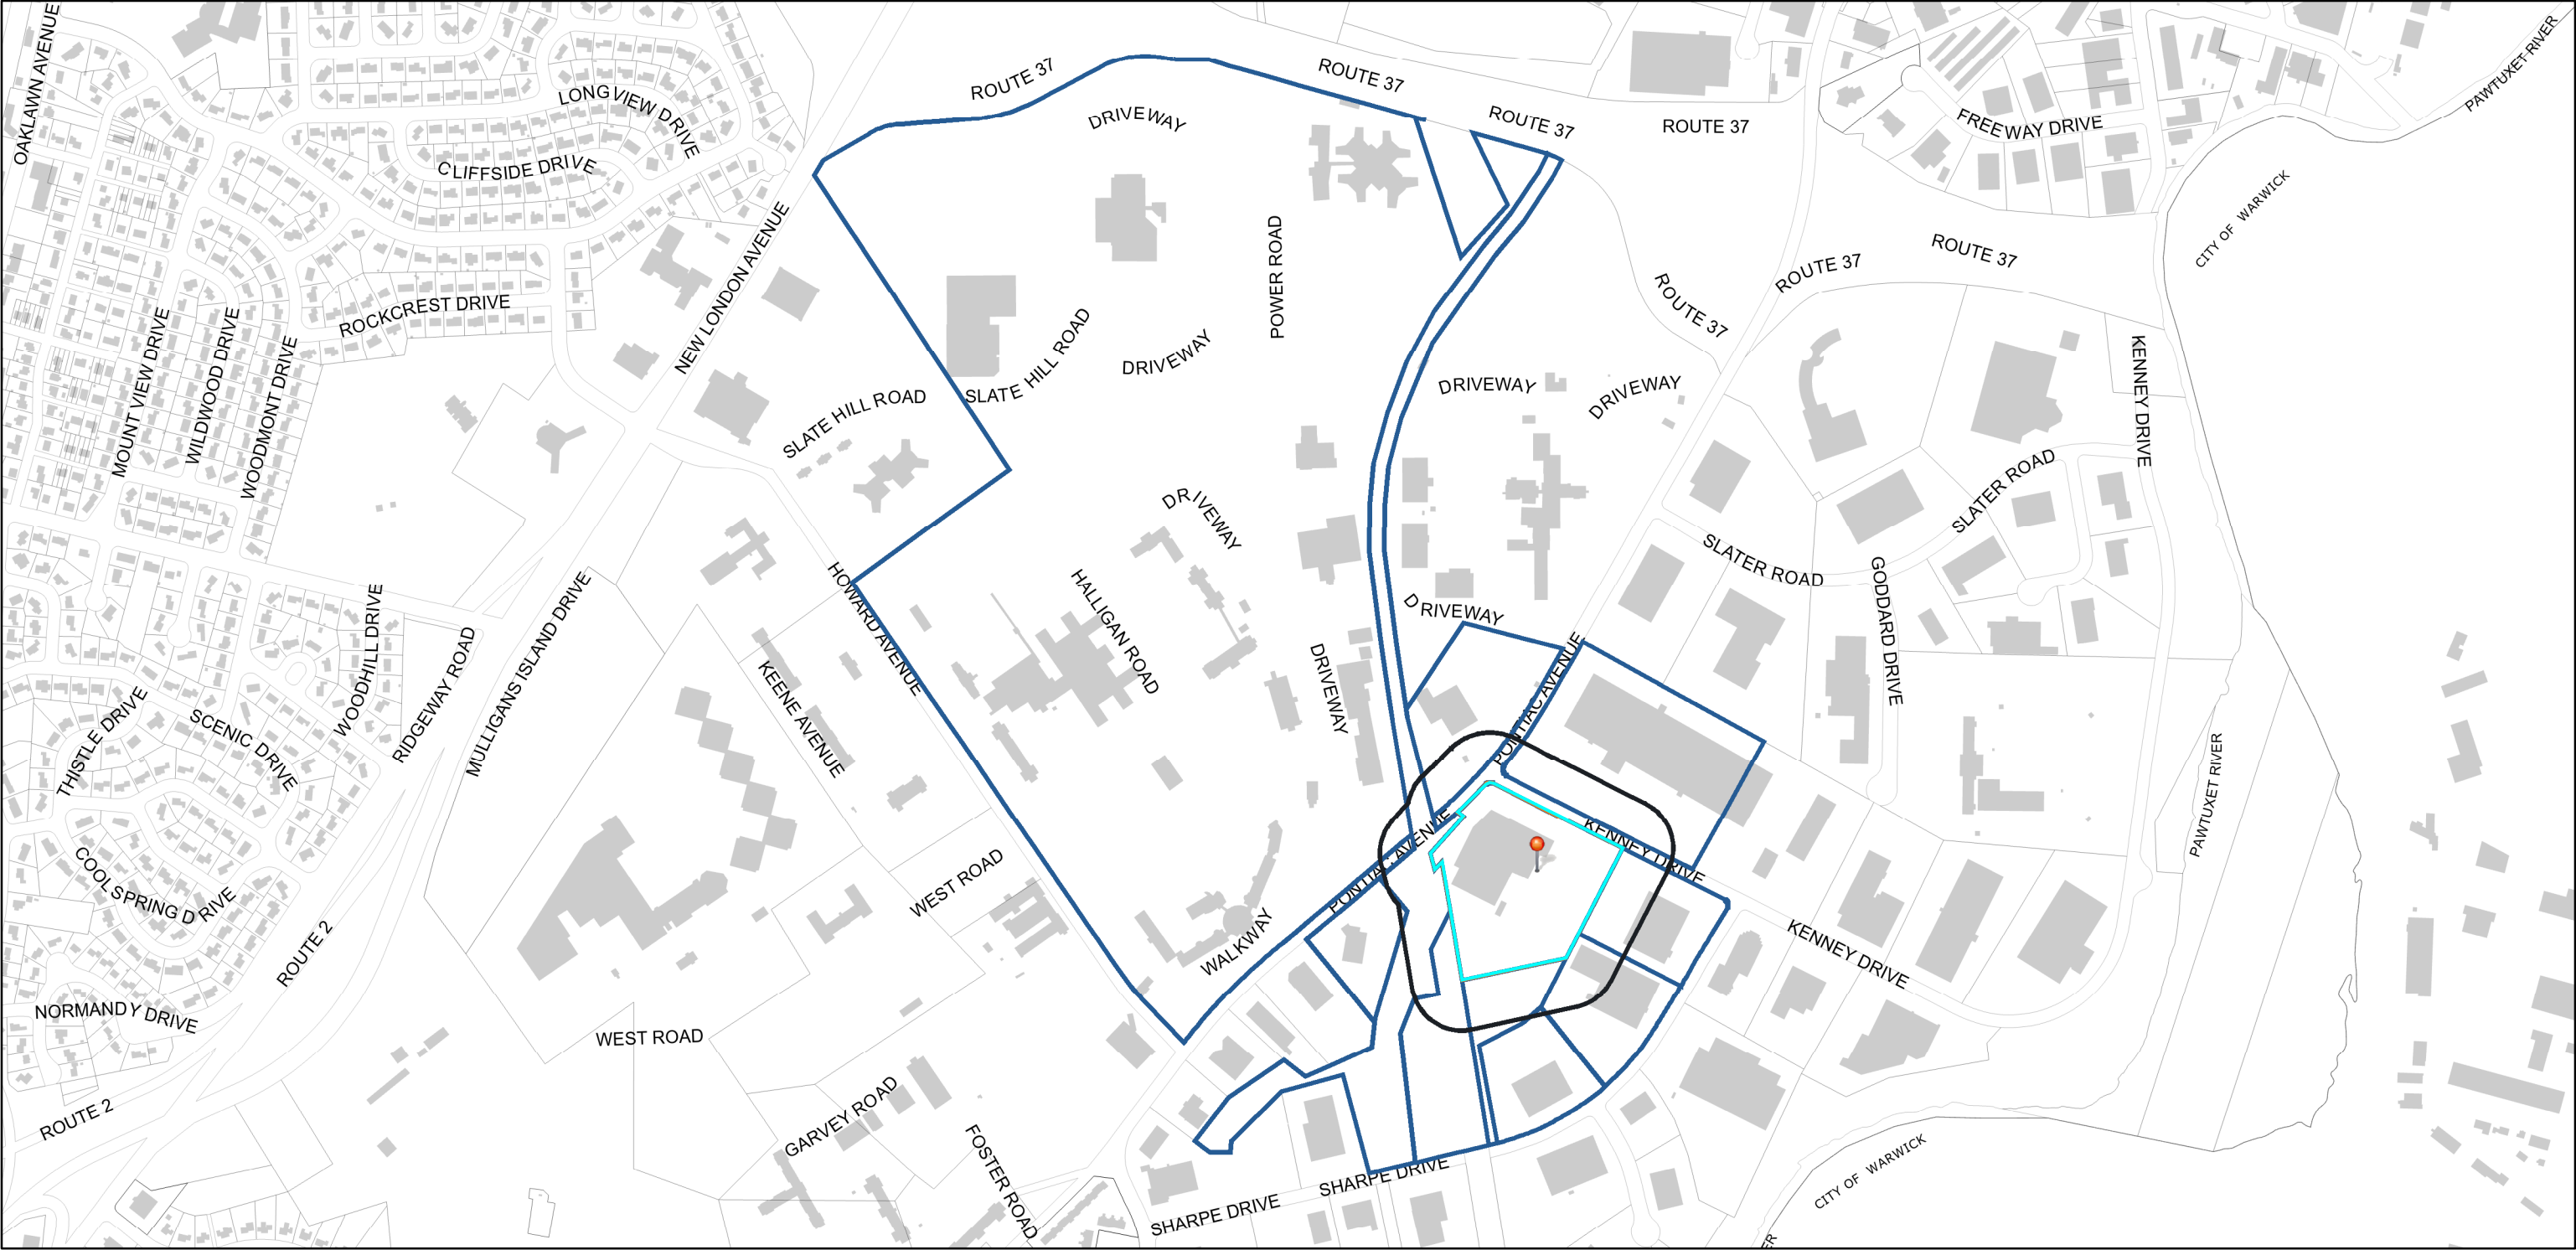 OAKLAWN AVENUE
LONGVIEW DRIVE
CLIFFSIDE DRIVE
ROUTE 37
DRIVEWAY
ROUTE 37
ROUTE 37
ROUTE 37
FREEWAY DRIVE
PAWTUXET RIVER
CITY OF WARWICK
ROUTE 37
ROUTE 37
ROUTE 37
ROCKCREST DRIVE
NEW LONDON AVENUE
POWER ROAD
MOUNT VIEW DRIVE
WILDWOOD DRIVE
WOODMONT DRIVE
SLATE HILL ROAD
SLATE HILL ROAD
DRIVEWAY
DRIVEWAY
DRIVEWAY
KENNEY DRIVE
DRIVEWAY
SLATER ROAD
SLATER ROAD
GODDARD DRIVE
HOWARD AVENUE
HALLIGAN ROAD
DRIVEWAY
DRIVEWAY
PONTIAC AVENUE
WOODHILL DRIVE
RIDGEWAY ROAD
MULLIGANS ISLAND DRIVE
KEENE AVENUE
THISTLE DRIVE
SCENIC DRIVE
PAWTUXET RIVER
PONTIAC AVENUE
KENNEY DRIVE
COOLSPRING DRIVE
WEST ROAD
WALKWAY
ROUTE 2
KENNEY DRIVE
NORMANDY DRIVE
WEST ROAD
ROUTE 2
GARVEY ROAD
FOSTER ROAD
SHARPE DRIVE
SHARPE DRIVE
CITY OF WARWICK
ER